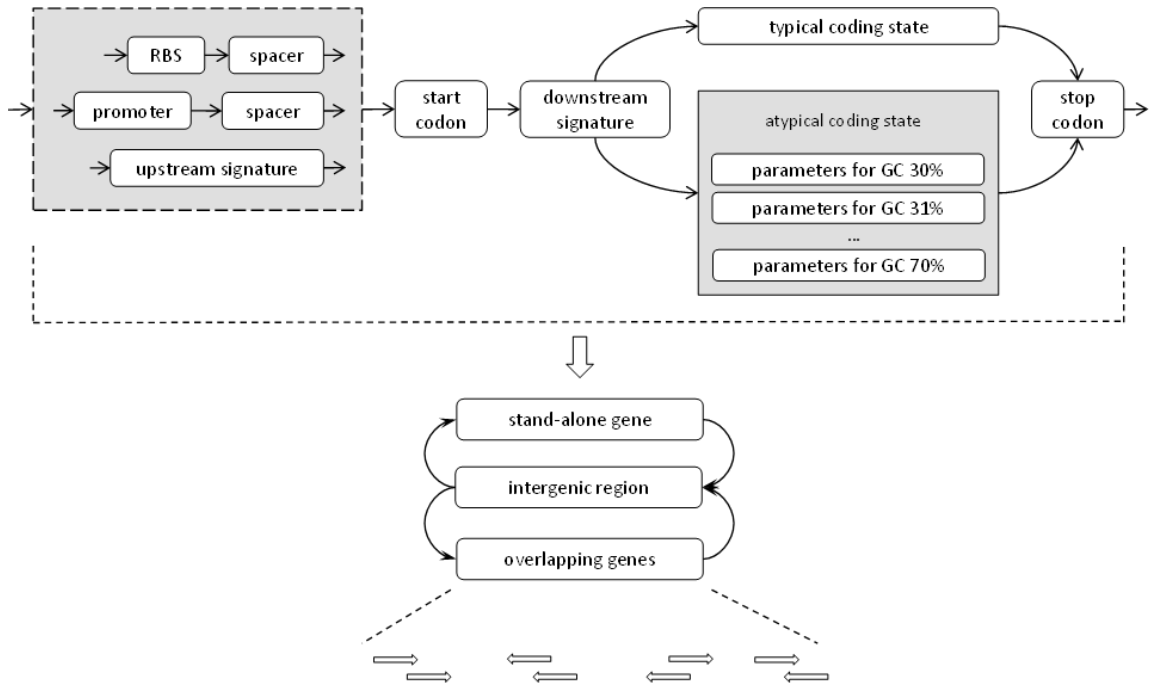 RBS
spacer
promoter
spacer
upstream signature
start
codon
downstream
signature
typical coding state
atypical coding state
parameters for GC 30%
parameters for GC 31%
...
parameters for GC 70%
stop
codon
stand-alone gene
intergenic region
overlapping genes